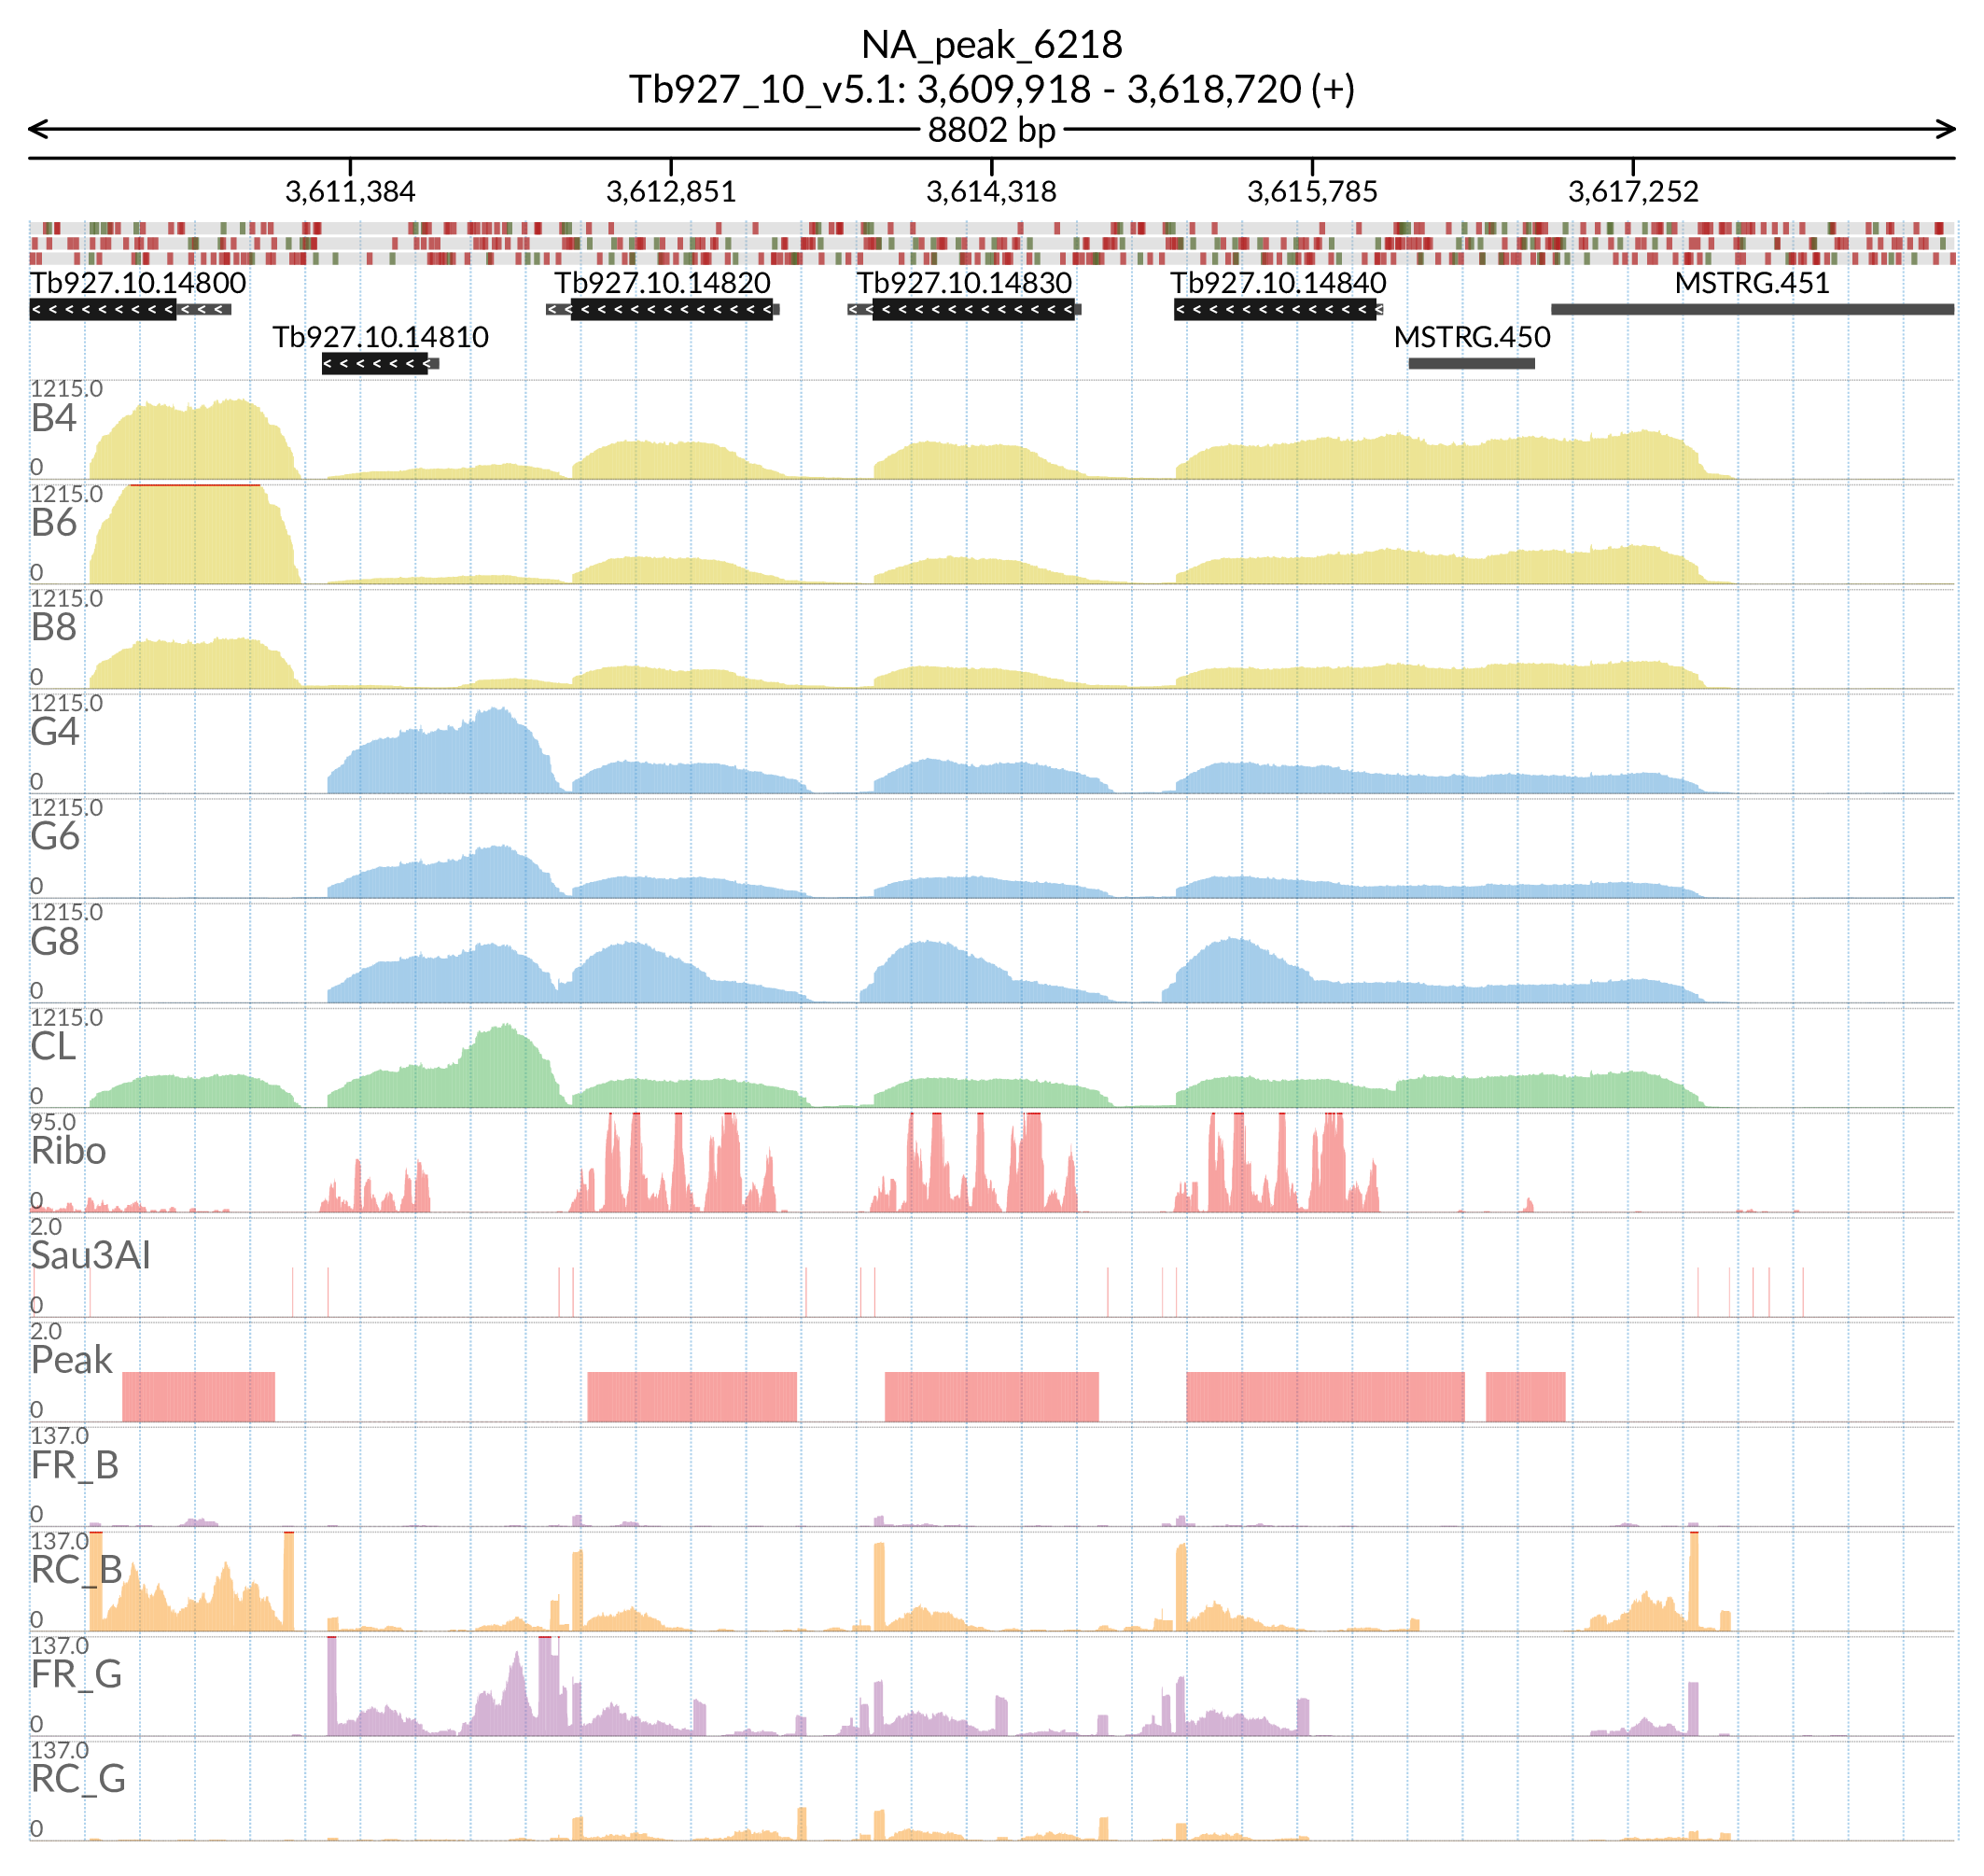 NA_peak_6218
Tb927_10_v5.1: 3,609,918 - 3,618,720 (+)
8802 bp
3,611,384 3,612,851 3,614,318 3,615,785 3,617,252
Tb927.10.14800 Tb927.10.14820 Tb927.10.14830 Tb927.10.14840 MSTRG.451
Tb927.10.14810 MSTRG.450
1215.0
B4
0
1215.0
B6
0
1215.0
B8
0
1215.0
G4
0
1215.0
G6
0
1215.0
G8
0
1215.0
CL
0
95.0
Ribo
0
2.0
Sau3AI
0
2.0
Peak
0
137.0
FR_B
0
137.0
RC_B
0
137.0
FR_G
0
137.0
RC_G
0